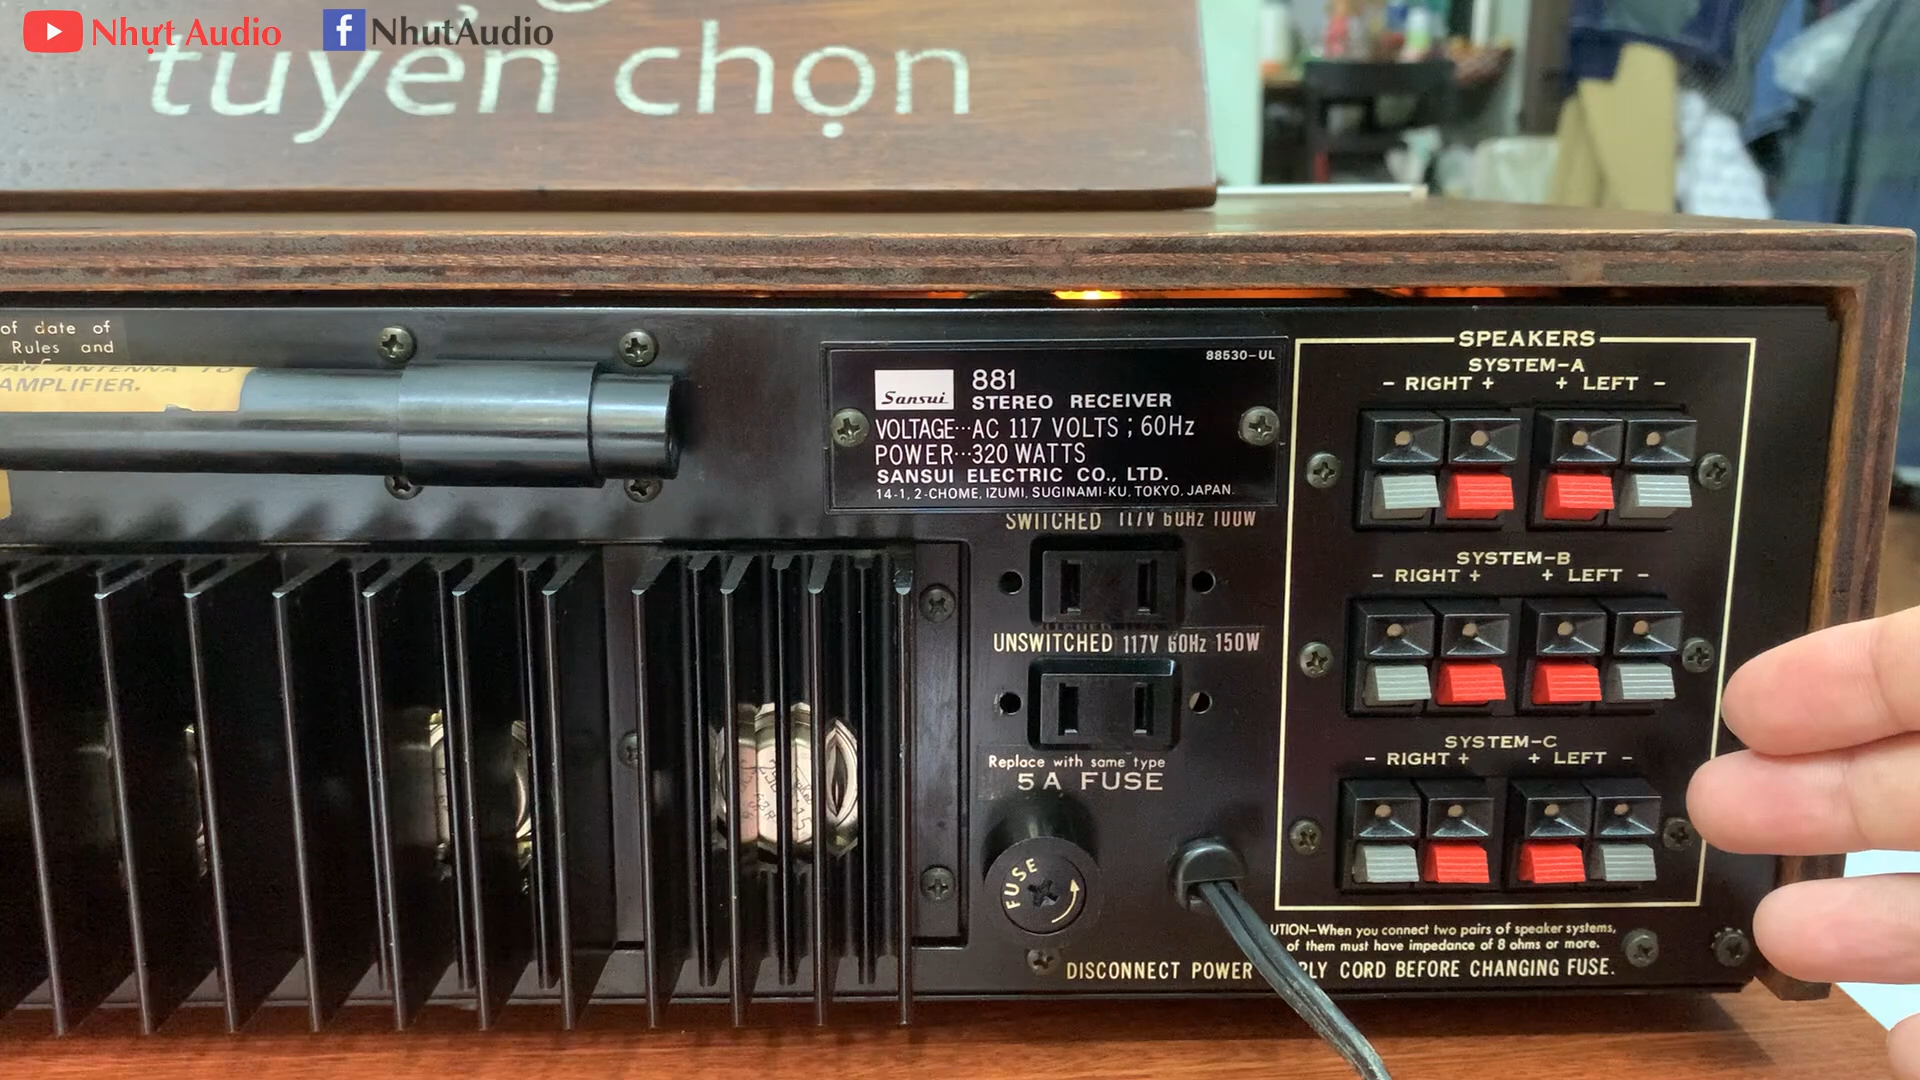 Nhựt Audio
NhutAudio
tuyển chọn
of date of
Rules and
ANTENNA TO
AMPLIFIER.
88530-UL
Sansui
881
STEREO RECEIVER
VOLTAGE···AC 117 VOLTS ; 60Hz
POWER···320 WATTS
SANSUI ELECTRIC CO., LTD.
14-1, 2-CHOME, IZUMI, SUGINAMI-KU, TOKYO, JAPAN.
SWITCHED 117V 60Hz 100W
UNSWITCHED 117V 60Hz 150W
Replace with same type
5A FUSE
FUSE
SPEAKERS
SYSTEM-A
- RIGHT + + LEFT -
SYSTEM-B
- RIGHT + + LEFT -
SYSTEM-C
- RIGHT + + LEFT -
UTION-When you connect two pairs of speaker systems,
of them must have impedance of 8 ohms or more.
DISCONNECT POWER PLY CORD BEFORE CHANGING FUSE.